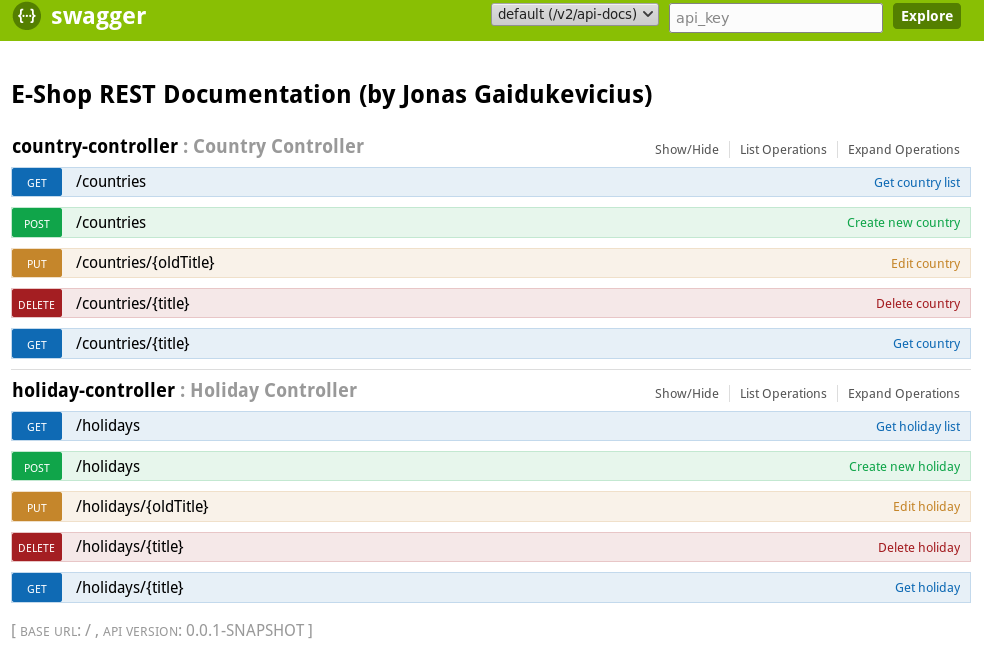 {··} swagger default (/v2/api-docs) api_key Explore
E-Shop REST Documentation (by Jonas Gaidukevicius)
country-controller : Country Controller Show/Hide List Operations Expand Operations
GET /countries Get country list
POST /countries Create new country
PUT /countries/{oldTitle} Edit country
DELETE /countries/{title} Delete country
GET /countries/{title} Get country
holiday-controller : Holiday Controller Show/Hide List Operations Expand Operations
GET /holidays Get holiday list
POST /holidays Create new holiday
PUT /holidays/{oldTitle} Edit holiday
DELETE /holidays/{title} Delete holiday
GET /holidays/{title} Get holiday
[ BASE URL: / , API VERSION: 0.0.1-SNAPSHOT ]